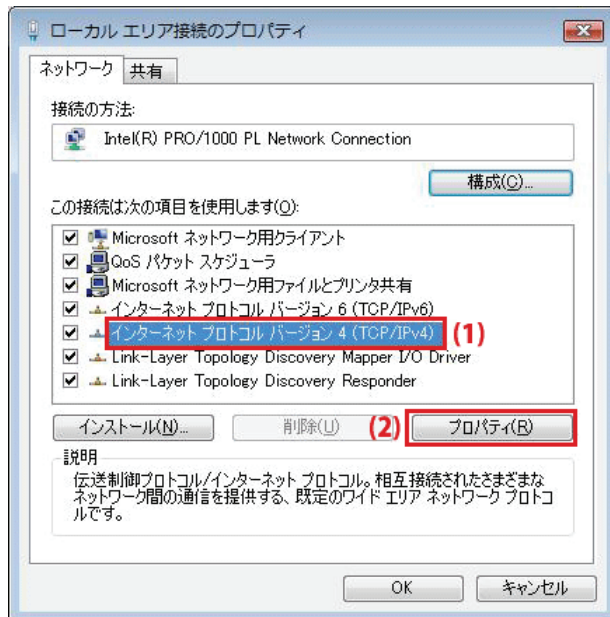 ローカル エリア接続のプロパティ
ネットワーク 共有
接続の方法:
Intel(R) PRO/1000 PL Network Connection
構成(C)...
この接続は次の項目を使用します(O):
Microsoft ネットワーク用クライアント
QoS パケット スケジューラ
Microsoft ネットワーク用ファイルとプリンタ共有
インターネット プロトコル バージョン 6 (TCP/IPv6)
インターネット プロトコル バージョン 4 (TCP/IPv4) (1)
Link-Layer Topology Discovery Mapper I/O Driver
Link-Layer Topology Discovery Responder
インストール(N)... 削除(U) (2) プロパティ(R)
説明
伝送制御プロトコル/インターネット プロトコル。相互接続されたさまざまな
ネットワーク間の通信を提供する、既定のワイド エリア ネットワーク プロトコ
ルです。
OK キャンセル